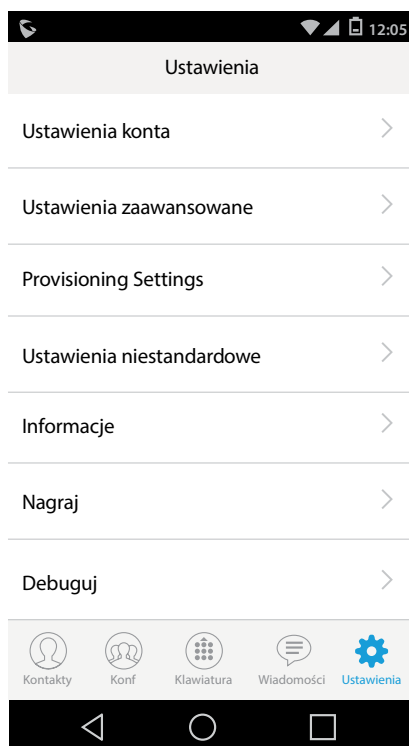 12:05
Ustawienia
Ustawienia konta
Ustawienia zaawansowane
Provisioning Settings
Ustawienia niestandardowe
Informacje
Nagraj
Debuguj
Kontakty Konf Klawiatura Wiadomości Ustawienia